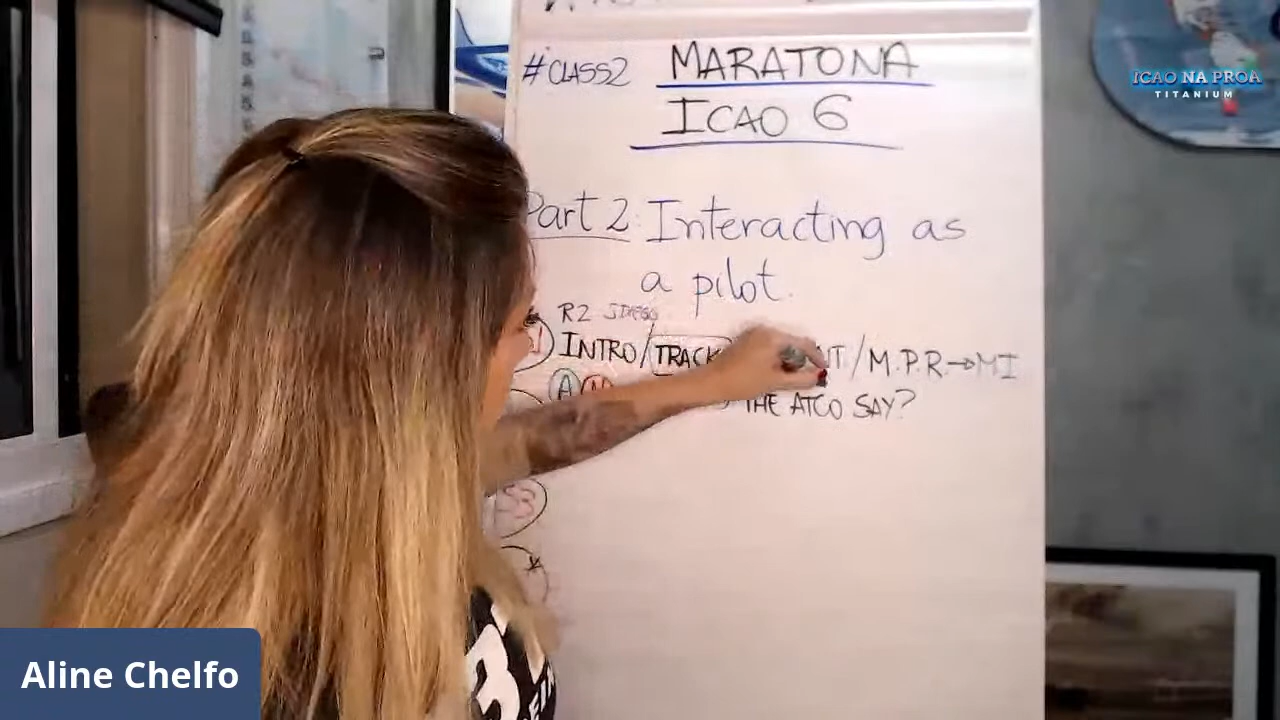 #CLASS2 MARATONA
ICAO 6
ICAO NA PROA
TITANIUM
Part 2: Interacting as
a pilot.
R2
INTRO/TRACK /M.P.R→MI
A N THE ATCO SAY?
S3
Aline Chelfo